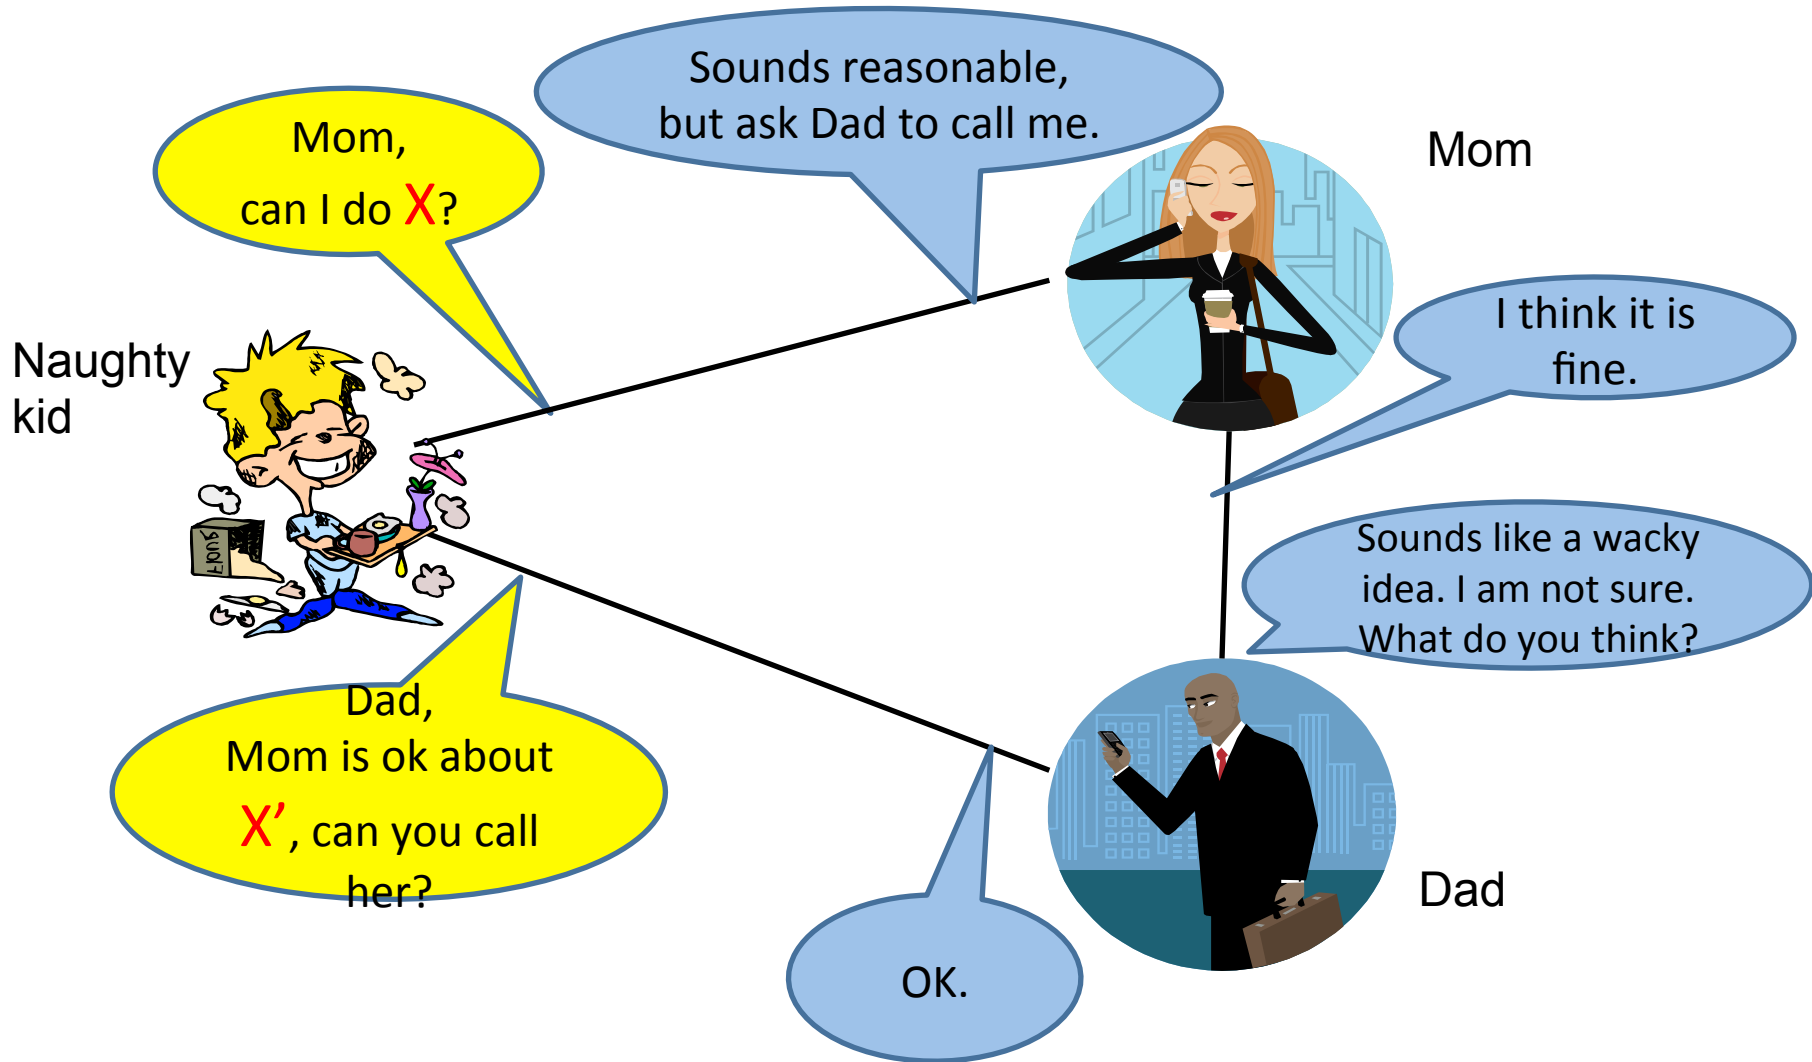 Sounds reasonable,
but ask Dad to call me.
Mom,
can I do X?
Mom
I think it is
fine.
Naughty
kid
Sounds like a wacky
idea. I am not sure.
What do you think?
Dad,
Mom is ok about
X’, can you call
her?
Dad
OK.